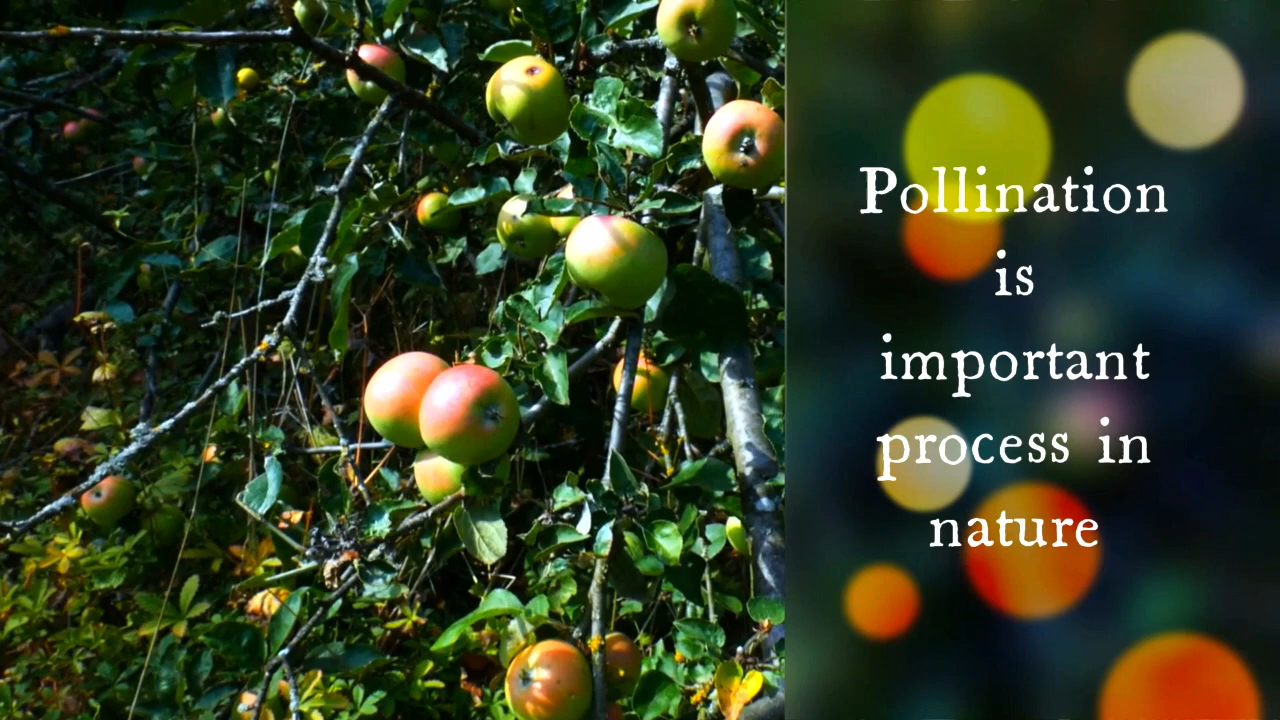 Pollination
is
important
process in
nature